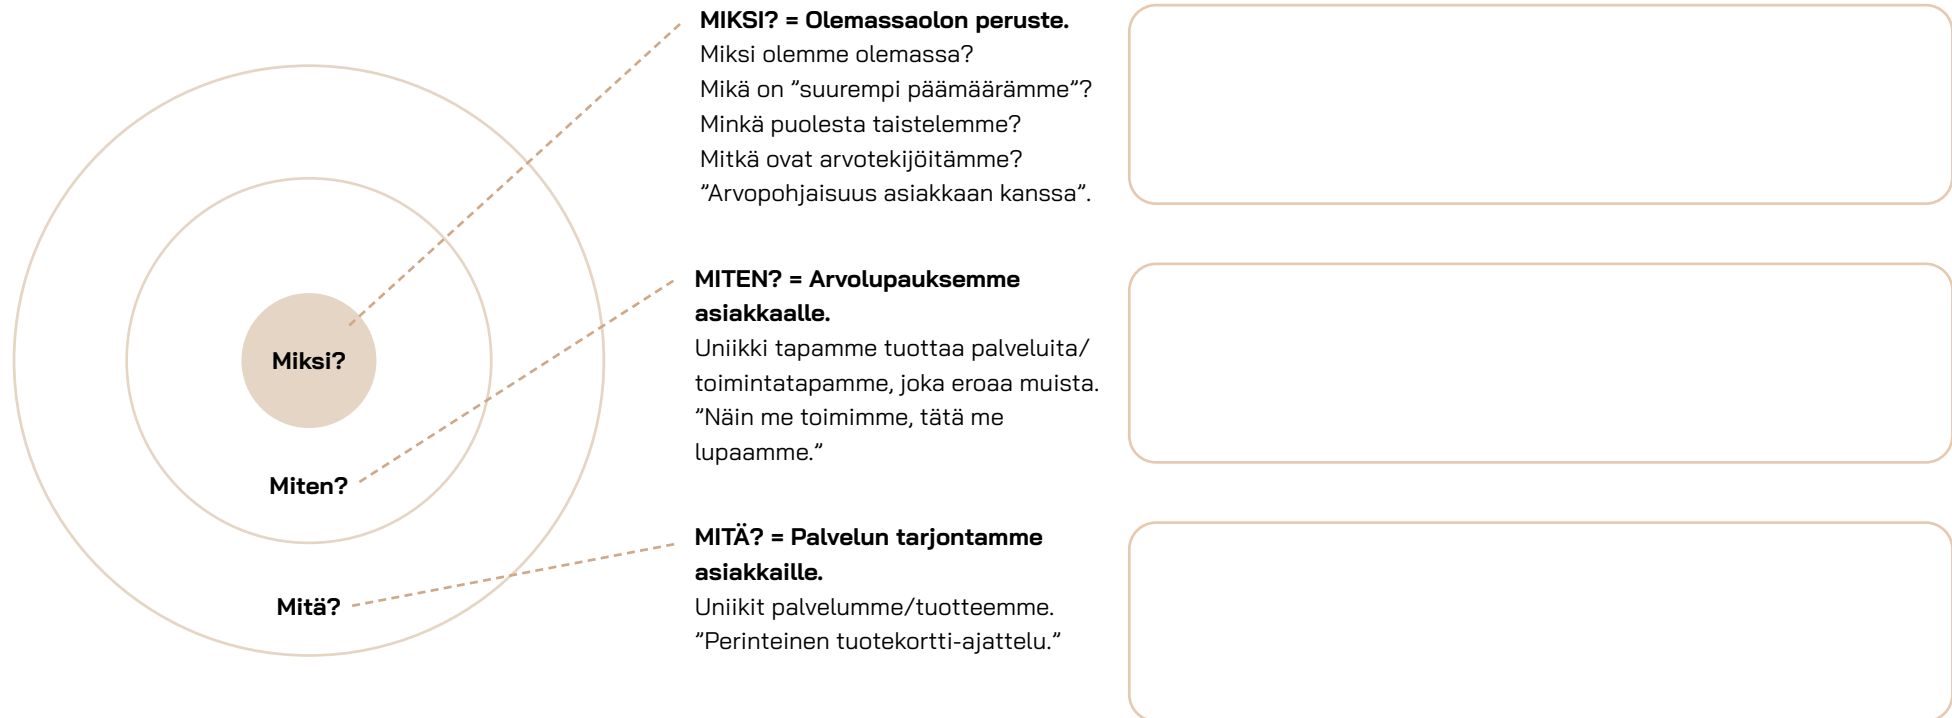 MIKSI? = Olemassaolon peruste.
Miksi olemme olemassa?
Mikä on ”suurempi päämäärämme”?
Minkä puolesta taistelemme?
Mitkä ovat arvotekijöitämme?
”Arvopohjaisuus asiakkaan kanssa”.
MITEN? = Arvolupauksemme
asiakkaalle.
Uniikki tapamme tuottaa palveluita/
toimintatapamme, joka eroaa muista.
”Näin me toimimme, tätä me
lupaamme.”
MITÄ? = Palvelun tarjontamme
asiakkaille.
Uniikit palvelumme/tuotteemme.
”Perinteinen tuotekortti-ajattelu.”
Miksi?
Miten?
Mitä?